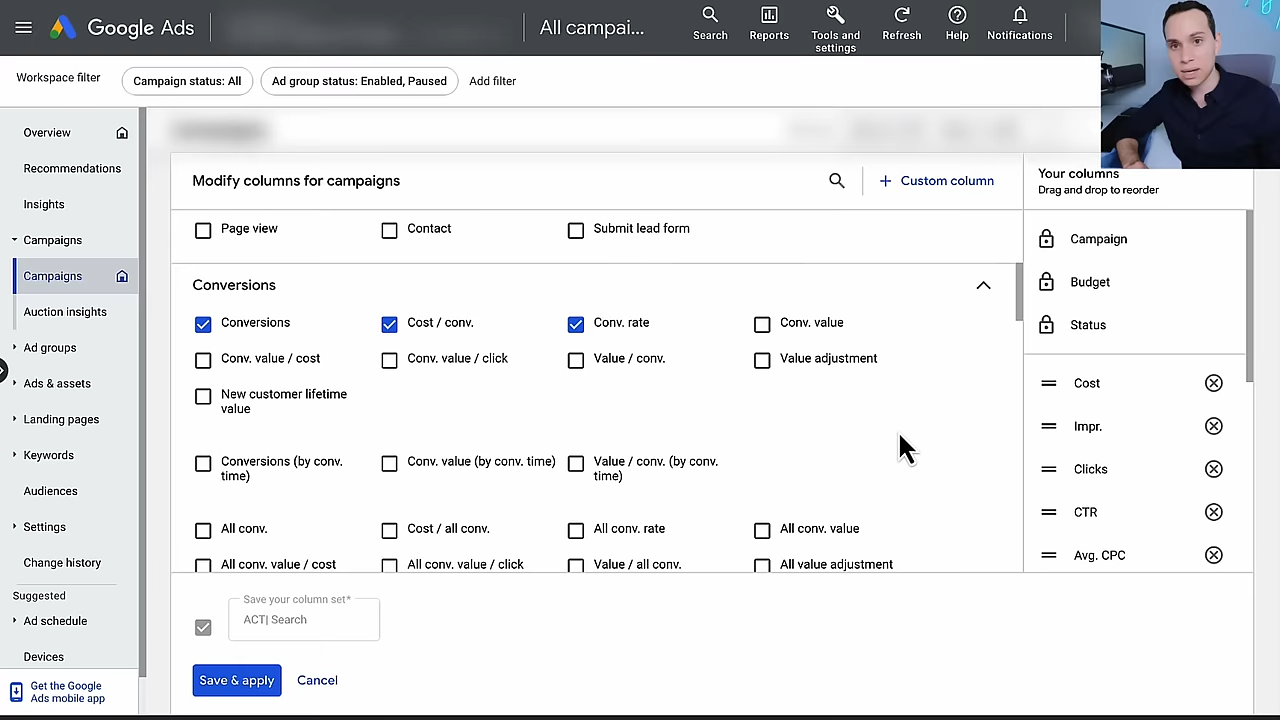 Google Ads
All campai...
Search
Reports
Tools and
settings
Refresh
Help
Notifications
Workspace filter
Campaign status: All
Ad group status: Enabled, Paused
Add filter
Overview
Recommendations
Insights
Campaigns
Campaigns
Auction insights
Ad groups
Ads & assets
Landing pages
Keywords
Audiences
Settings
Change history
Suggested
Ad schedule
Devices
Get the Google
Ads mobile app
Modify columns for campaigns
+ Custom column
Page view
Contact
Submit lead form
Conversions
Conversions
Cost / conv.
Conv. rate
Conv. value
Conv. value / cost
Conv. value / click
Value / conv.
Value adjustment
New customer lifetime
value
Conversions (by conv.
time)
Conv. value (by conv. time)
Value / conv. (by conv.
time)
All conv.
Cost / all conv.
All conv. rate
All conv. value
All conv. value / cost
All conv. value / click
Value / all conv.
All value adjustment
Save your column set*
ACT| Search
Save & apply
Cancel
Your columns
Drag and drop to reorder
Campaign
Budget
Status
Cost
Impr.
Clicks
CTR
Avg. CPC